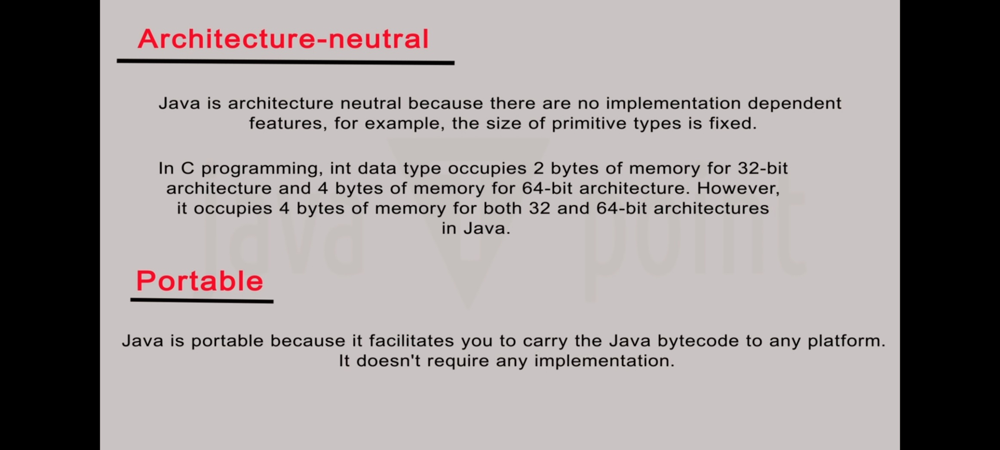 Architecture-neutral
Java is architecture neutral because there are no implementation dependent
features, for example, the size of primitive types is fixed.
In C programming, int data type occupies 2 bytes of memory for 32-bit
architecture and 4 bytes of memory for 64-bit architecture. However,
it occupies 4 bytes of memory for both 32 and 64-bit architectures
in Java.
java T point
Portable
Java is portable because it facilitates you to carry the Java bytecode to any platform.
It doesn't require any implementation.